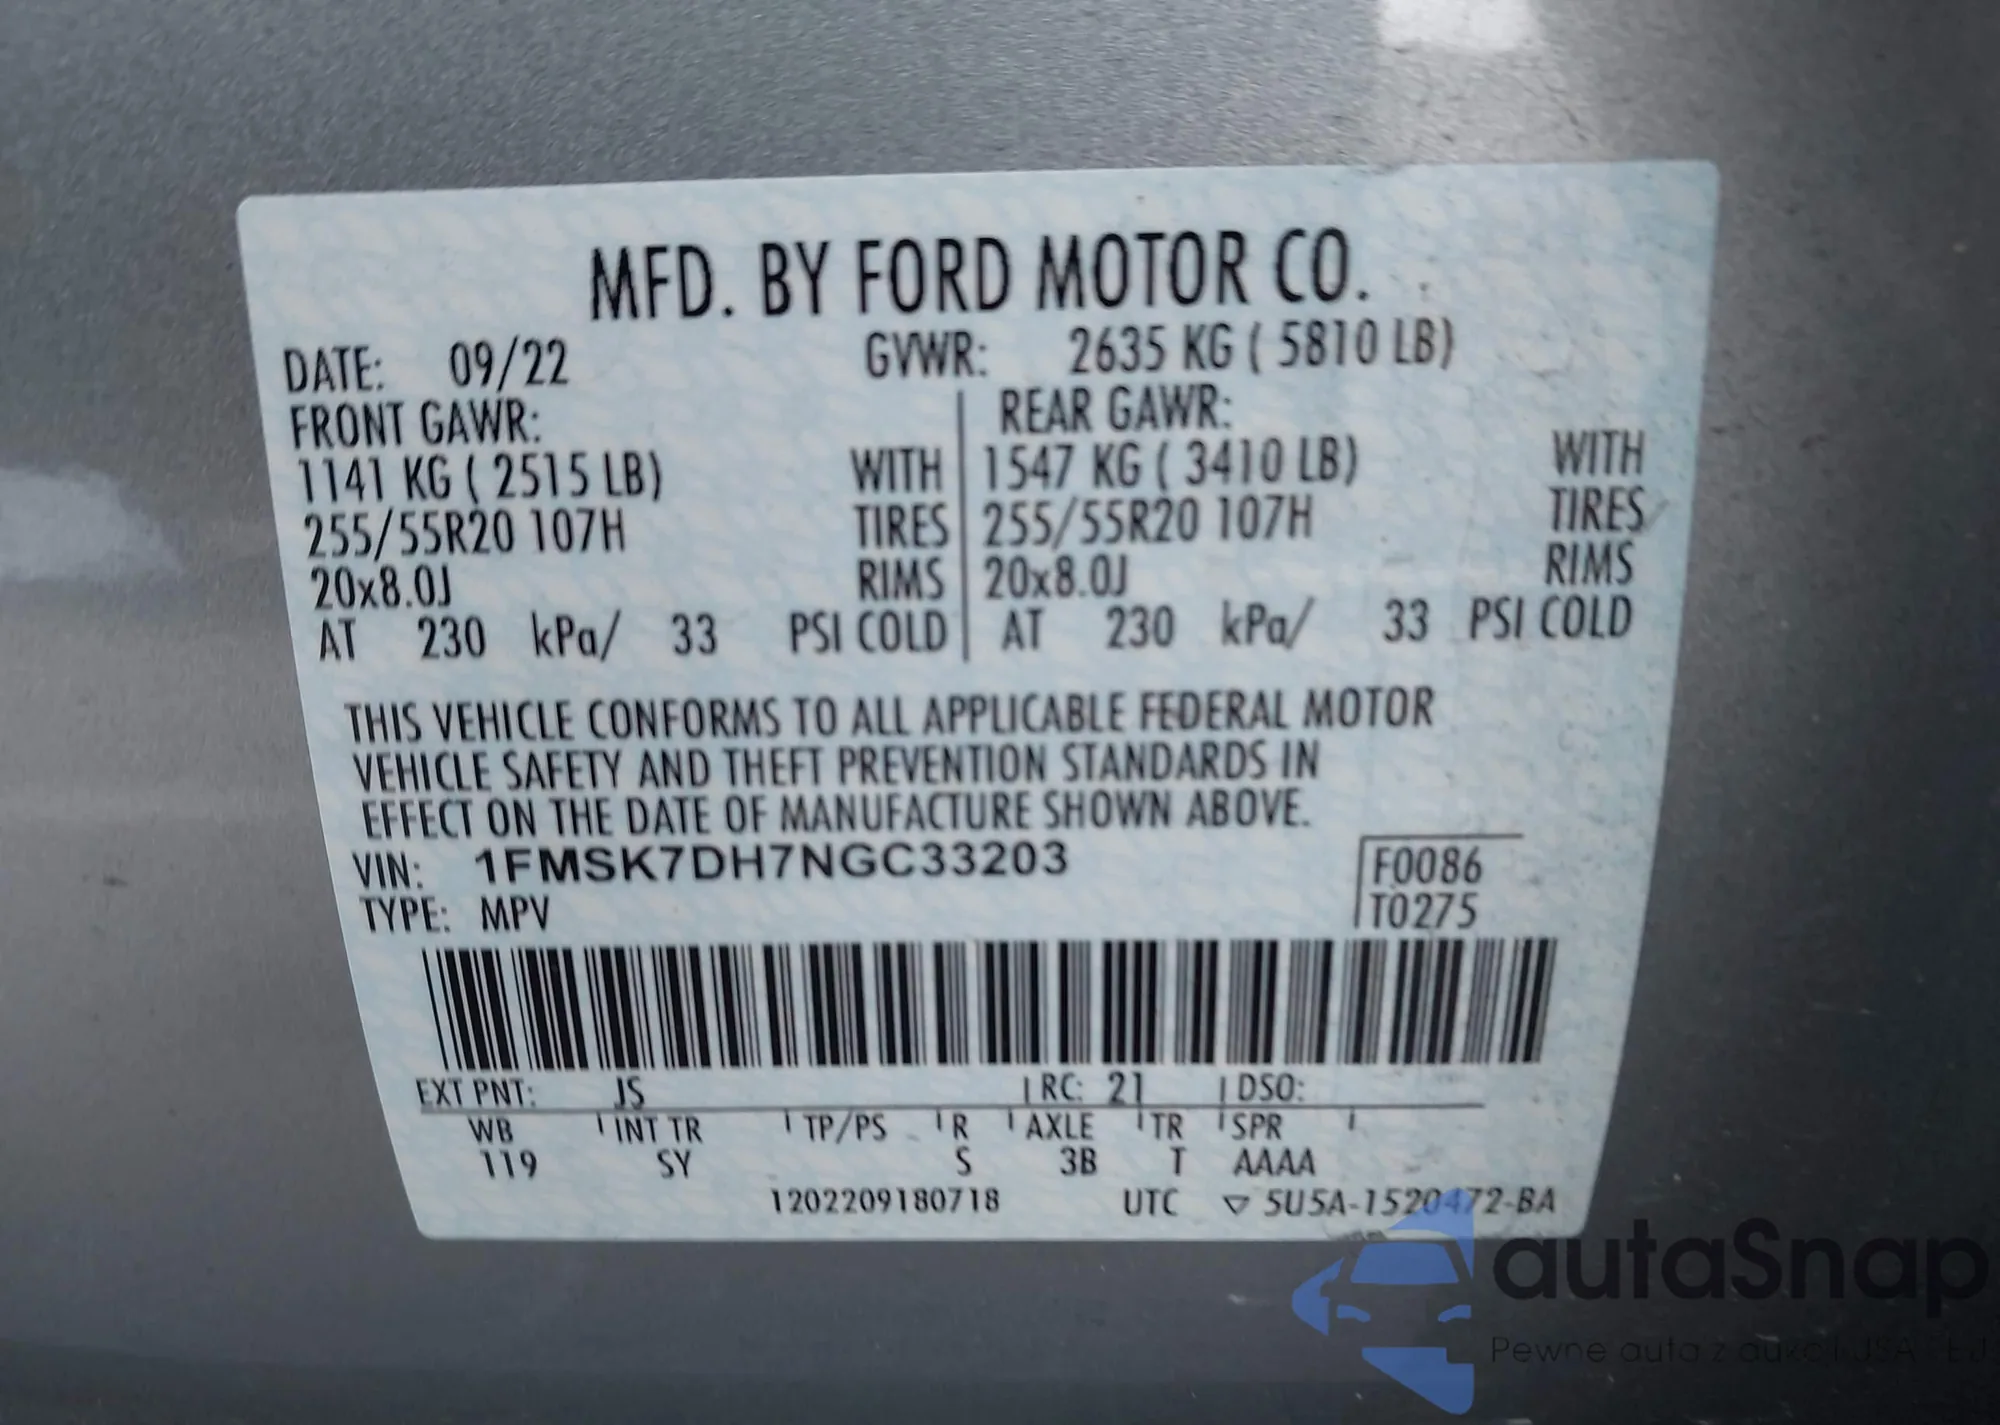 MFD. BY FORD MOTOR CO.
DATE: 09/22 GVWR: 2635 KG ( 5810 LB)
FRONT GAWR: REAR GAWR:
1141 KG ( 2515 LB) WITH 1547 KG ( 3410 LB) WITH
255/55R20 107H TIRES 255/55R20 107H TIRES
20x8.0J RIMS 20x8.0J RIMS
AT 230 kPa/ 33 PSI COLD AT 230 kPa/ 33 PSI COLD
THIS VEHICLE CONFORMS TO ALL APPLICABLE FEDERAL MOTOR
VEHICLE SAFETY AND THEFT PREVENTION STANDARDS IN
EFFECT ON THE DATE OF MANUFACTURE SHOWN ABOVE.
VIN: 1FMSK7DH7NGC33203 F0086
TYPE: MPV T0275
EXT PNT: JS RC: 21 DSO:
WB INT TR TP/PS R AXLE TR SPR
119 SY S 3B T AAAA
1202209180718 UTC ▽ 5U5A-1520472-BA
autaSnap
Pewne auta z aukcji USA i EU